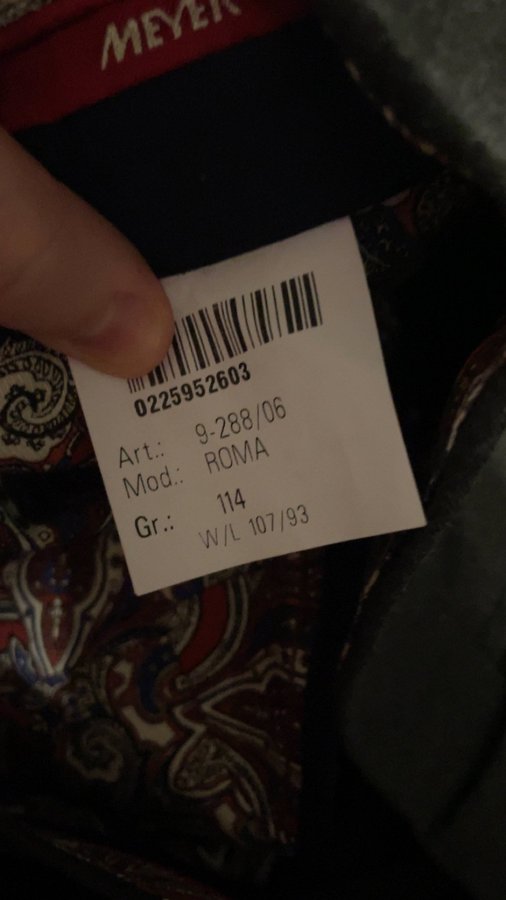 MEYER
0225952603
Art.: 9-288/06
Mod.: ROMA
Gr.: 114
W/L 107/93